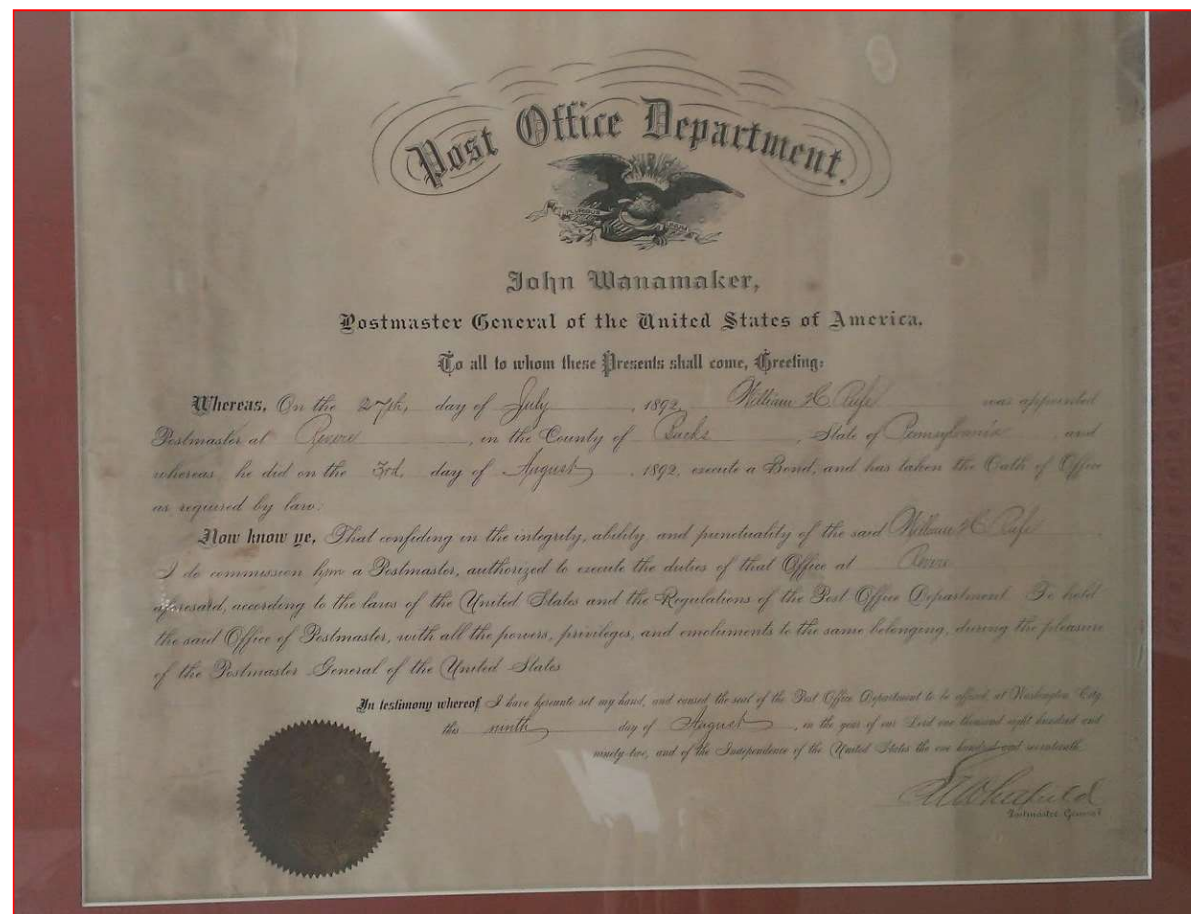 Post Office Department.
John Wanamaker,
Postmaster General of the United States of America.
To all to whom these Presents shall come, Greeting:
Whereas, On the 27th, day of July, 1892, William H. was appointed
Postmaster at Revere, in the County of Bucks, State of Pennsylvania, and
whereas, he did on the 3rd, day of August, 1892, execute a Bond, and has taken the Oath of Office
as required by law:
Now know ye, That confiding in the integrity, ability, and punctuality of the said William H.
I do commission him a Postmaster, authorized to execute the duties of that Office at Revere
aforesaid, according to the laws of the United States and the Regulations of the Post Office Department. To hold
the said Office of Postmaster, with all the powers, privileges, and emoluments to the same belonging, during the pleasure
of the Postmaster General of the United States
In testimony whereof, I have hereunto set my hand, and caused the seal of the Post Office Department to be affixed, at Washington City,
this ninth day of August, in the year of our Lord one thousand eight hundred and
ninety-two, and of the Independence of the United States the one hundred and seventeenth.
Postmaster General